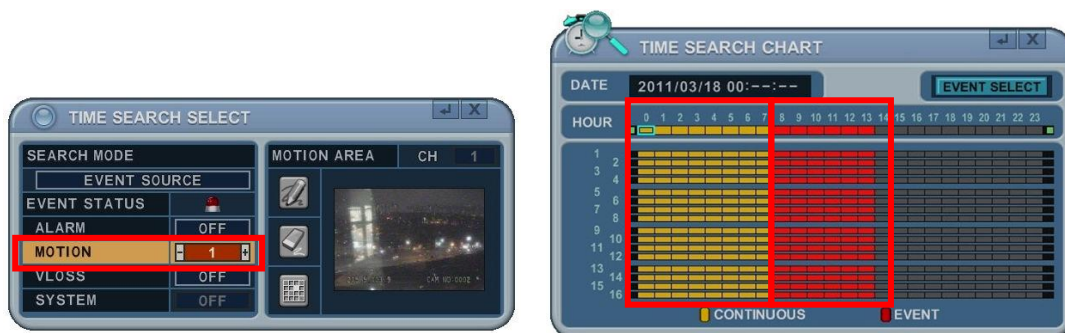 TIME SEARCH SELECT
SEARCH MODE
EVENT SOURCE
EVENT STATUS
ALARM OFF
MOTION - 1 +
VLOSS OFF
SYSTEM OFF
MOTION AREA CH 1
TIME SEARCH CHART
X
DATE 2011/03/18 00:--:--
EVENT SELECT
HOUR 0 1 2 3 4 5 6 7 8 9 10 11 12 13 14 15 16 17 18 19 20 21 22 23
1
2
3
4
5
6
7
8
9
10
11
12
13
14
15
16
CONTINUOUS EVENT